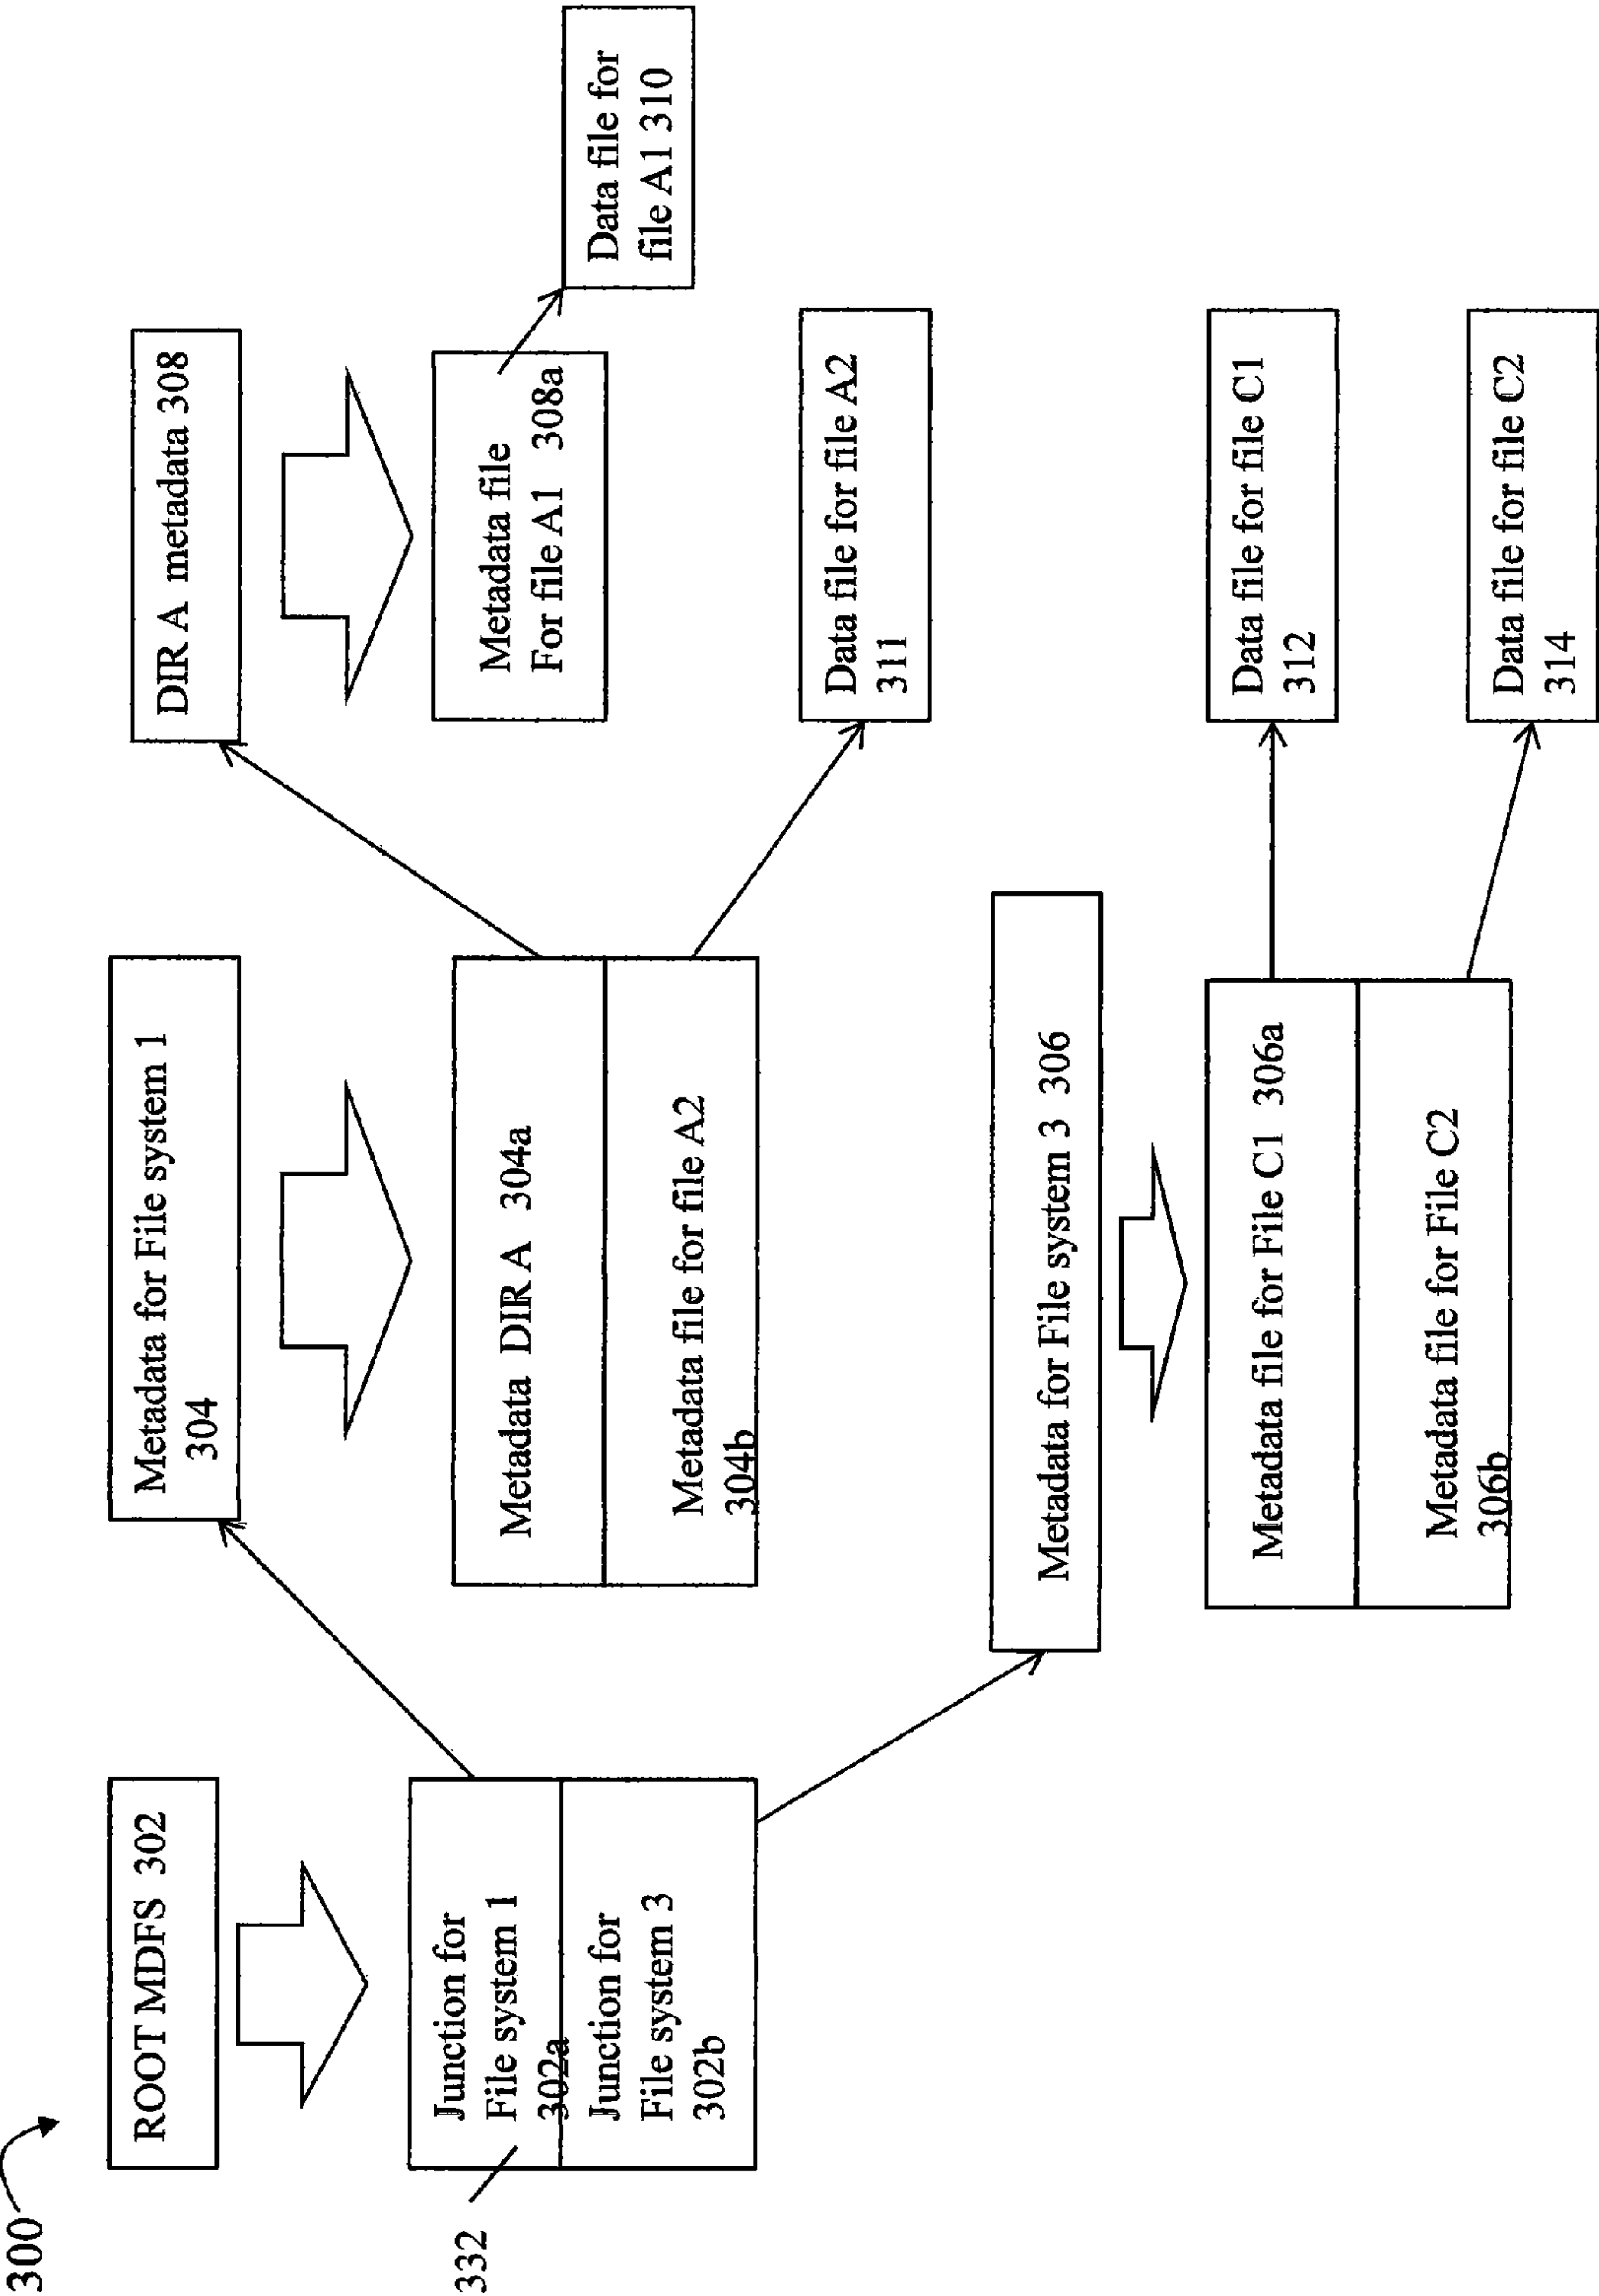 300
ROOT MDFS 302
Junction for
File system 1
302a
Junction for
File system 3
302b
332
Metadata for File system 1
304
Metadata DIR A 304a
Metadata file for file A2
304b
Metadata for File system 3 306
Metadata file for File C1 306a
Metadata file for File C2
306b
DIR A metadata 308
Metadata file
For file A1 308a
Data file for
file A1 310
Data file for file A2
311
Data file for file C1
312
Data file for file C2
314